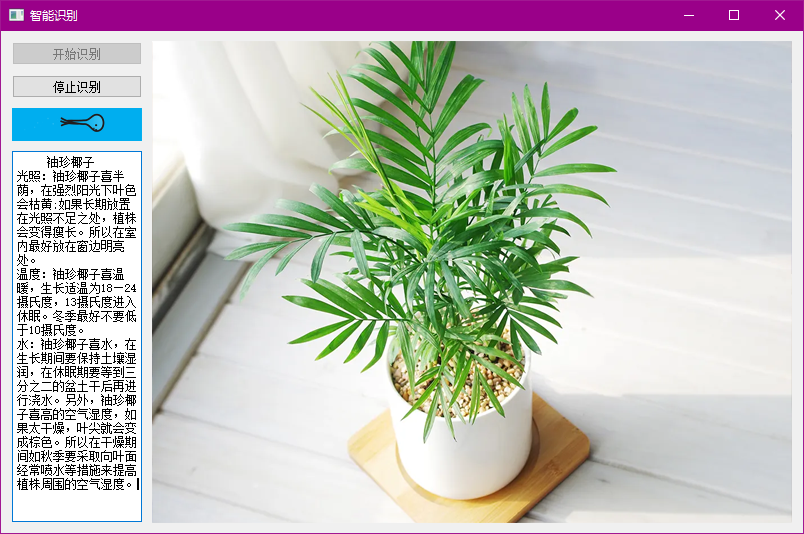 智能识别
开始识别
停止识别
袖珍椰子
光照：袖珍椰子喜半
荫，在强烈阳光下叶色
会枯黄;如果长期放置
在光照不足之处，植株
会变得瘦长。所以在室
内最好放在窗边明亮
处。
温度：袖珍椰子喜温
暖，生长适温为18－24
摄氏度，13摄氏度进入
休眠。冬季最好不要低
于10摄氏度。
水：袖珍椰子喜水，在
生长期间要保持土壤湿
润，在休眠期要等到三
分之二的盆土干后再进
行浇水。另外，袖珍椰
子喜高的空气湿度，如
果太干燥，叶尖就会变
成棕色。所以在干燥期
间如秋季要采取向叶面
经常喷水等措施来提高
植株周围的空气湿度。